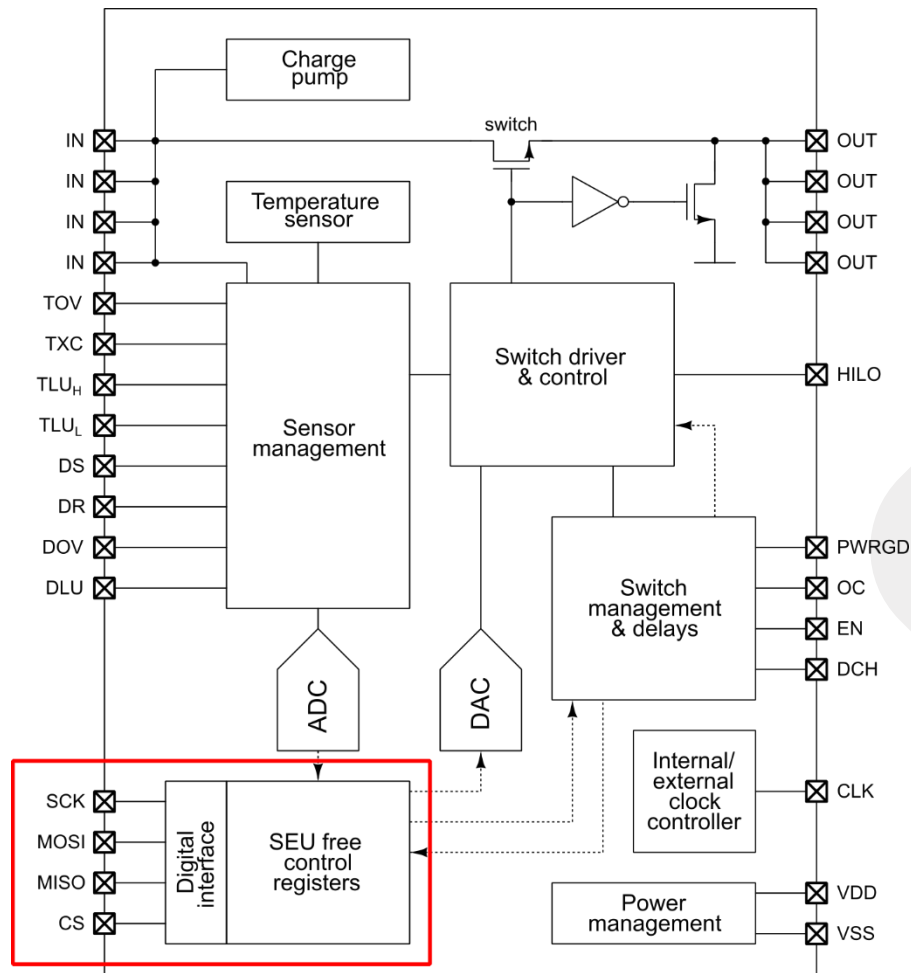 Charge
pump
switch
IN
OUT
IN
OUT
Temperature
sensor
IN
OUT
IN
OUT
TOV
TXC
Switch driver
& control
HILO
TLUH
TLUL
Sensor
management
DS
DR
DOV
PWRGD
DLU
Switch
management
& delays
OC
EN
DCH
ADC
DAC
Internal/
external
clock
controller
CLK
SCK
MOSI
MISO
CS
Digital
interface
SEU free
control
registers
Power
management
VDD
VSS